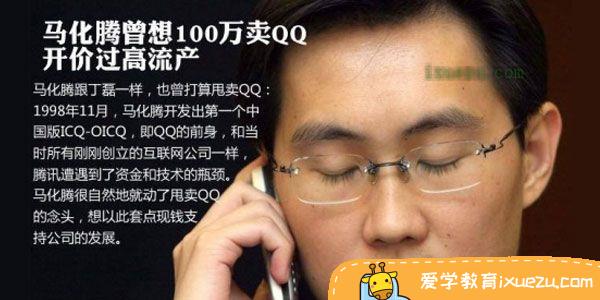 马化腾曾想100万卖QQ
开价过高流产
ixuezu.com
马化腾跟丁磊一样，也曾打算甩卖QQ：
1998年11月，马化腾开发出第一个中
国版ICQ-OICQ，即QQ的前身，和当
时所有刚刚创立的互联网公司一样，
腾讯遭遇到了资金和技术的瓶颈。
马化腾很自然地就动了甩卖QQ
的念头，想以此套点现钱支
持公司的发展。
爱学教育ixuezu.com